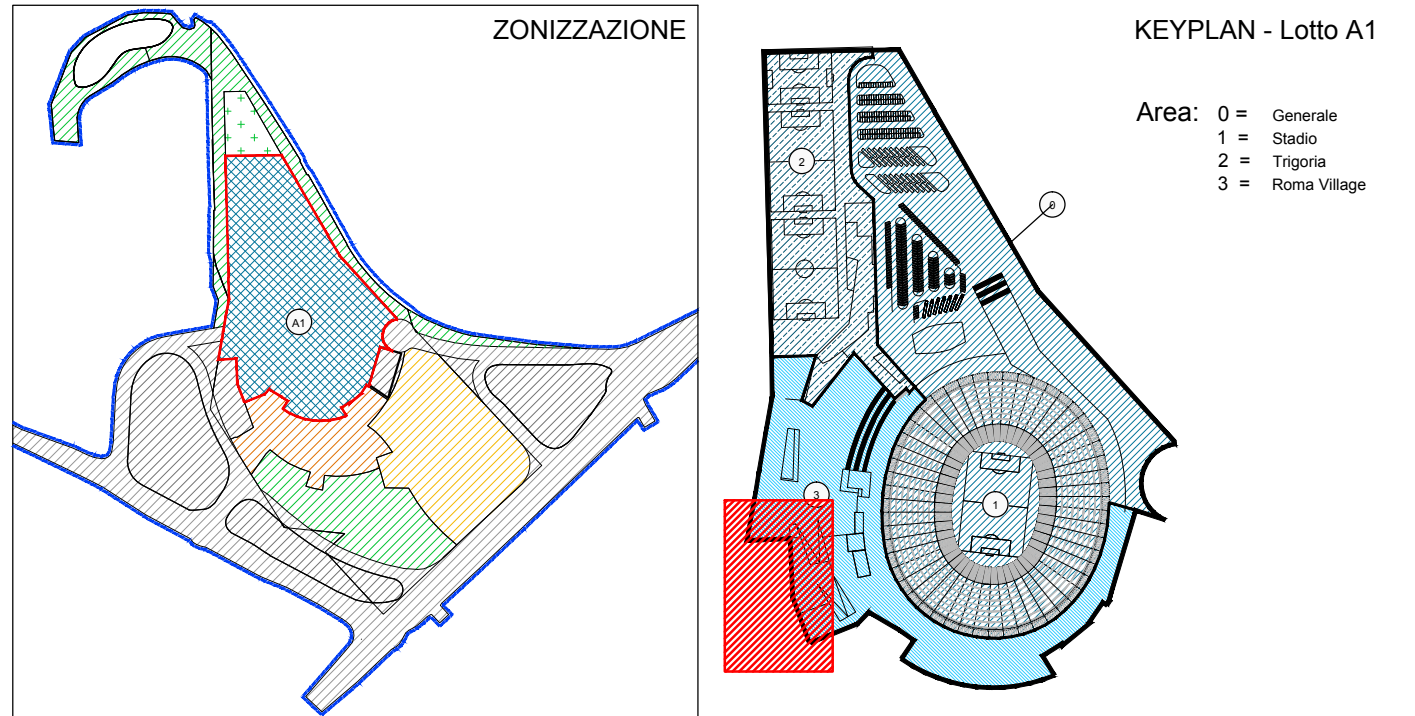 ZONIZZAZIONE
A1
KEYPLAN - Lotto A1
Area: 0 = Generale
1 = Stadio
2 = Trigoria
3 = Roma Village
2
0
3
1